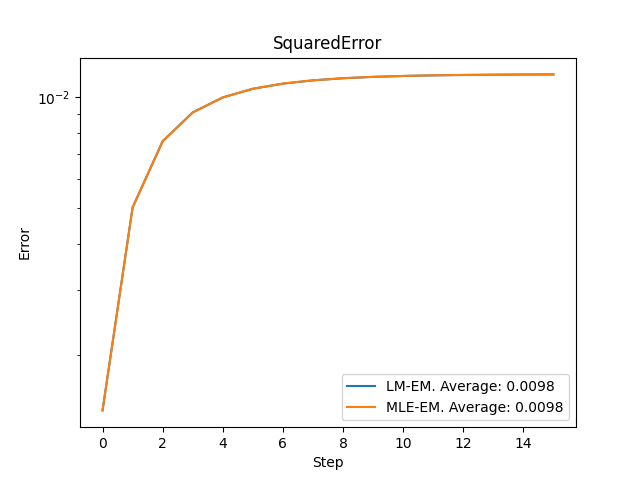 SquaredError
10⁻²
Error
LM-EM. Average: 0.0098
MLE-EM. Average: 0.0098
0 2 4 6 8 10 12 14
Step